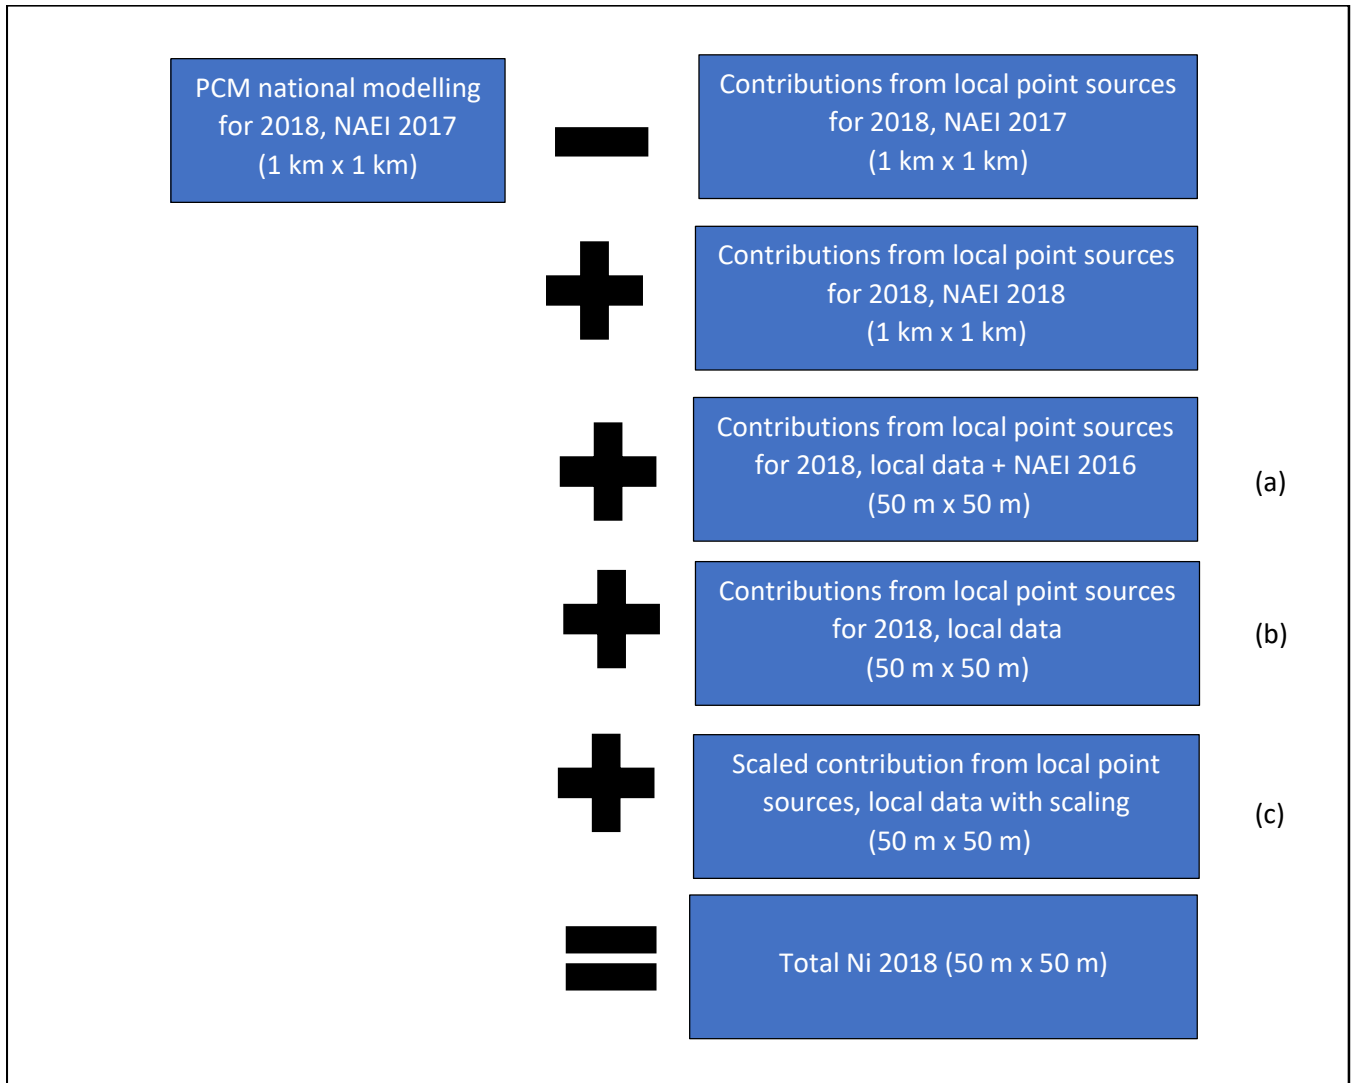 PCM national modelling
for 2018, NAEI 2017
(1 km x 1 km)
Contributions from local point sources
for 2018, NAEI 2017
(1 km x 1 km)
Contributions from local point sources
for 2018, NAEI 2018
(1 km x 1 km)
Contributions from local point sources
for 2018, local data + NAEI 2016
(50 m x 50 m)
(a)
Contributions from local point sources
for 2018, local data
(50 m x 50 m)
(b)
Scaled contribution from local point
sources, local data with scaling
(50 m x 50 m)
(c)
Total Ni 2018 (50 m x 50 m)